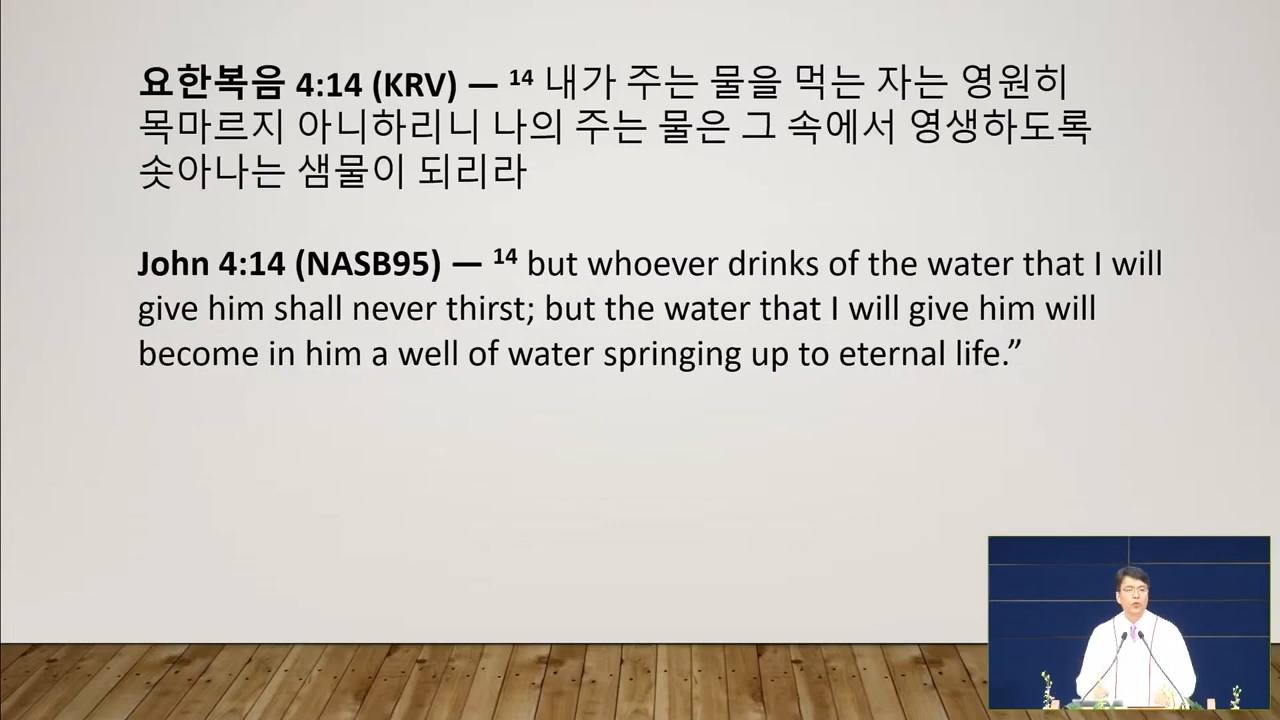 요한복음 4:14 (KRV) — 14 내가 주는 물을 먹는 자는 영원히
목마르지 아니하리니 나의 주는 물은 그 속에서 영생하도록
솟아나는 샘물이 되리라
John 4:14 (NASB95) — 14 but whoever drinks of the water that I will
give him shall never thirst; but the water that I will give him will
become in him a well of water springing up to eternal life.”